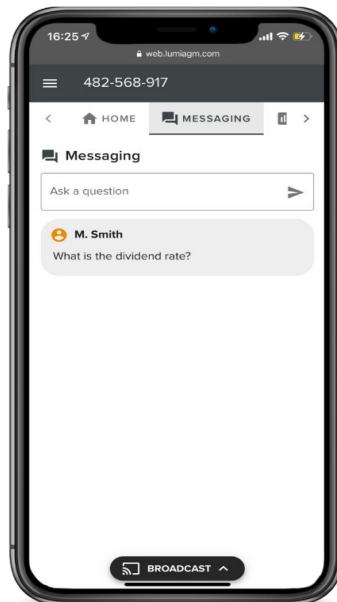 16:25
web.lumiagm.com
482-568-917
HOME
MESSAGING
Messaging
Ask a question
M. Smith
What is the dividend rate?
BROADCAST